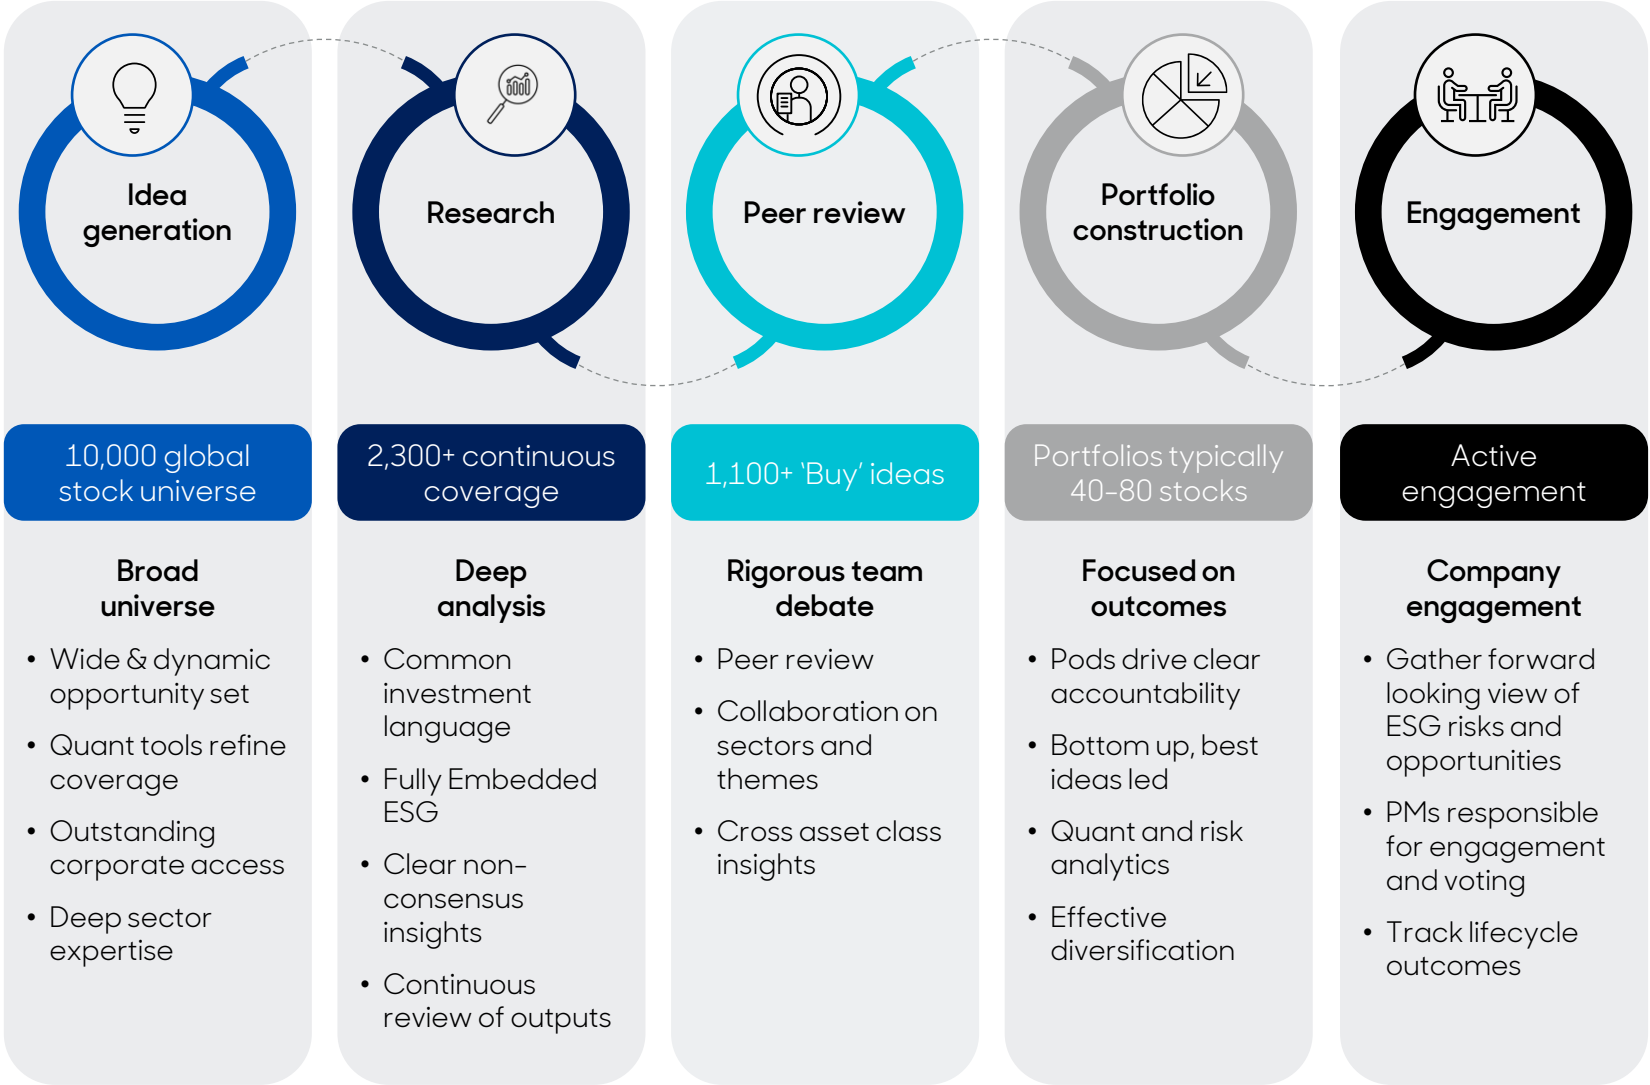 Idea
generation
10,000 global
stock universe
Broad
universe
• Wide & dynamic
opportunity set
• Quant tools refine
coverage
• Outstanding
corporate access
• Deep sector
expertise
Research
2,300+ continuous
coverage
Deep
analysis
• Common
investment
language
• Fully Embedded
ESG
• Clear non-
consensus
insights
• Continuous
review of outputs
Peer review
1,100+ ‘Buy’ ideas
Rigorous team
debate
• Peer review
• Collaboration on
sectors and
themes
• Cross asset class
insights
Portfolio
construction
Portfolios typically
40-80 stocks
Focused on
outcomes
• Pods drive clear
accountability
• Bottom up, best
ideas led
• Quant and risk
analytics
• Effective
diversification
Engagement
Active
engagement
Company
engagement
• Gather forward
looking view of
ESG risks and
opportunities
• PMs responsible
for engagement
and voting
• Track lifecycle
outcomes